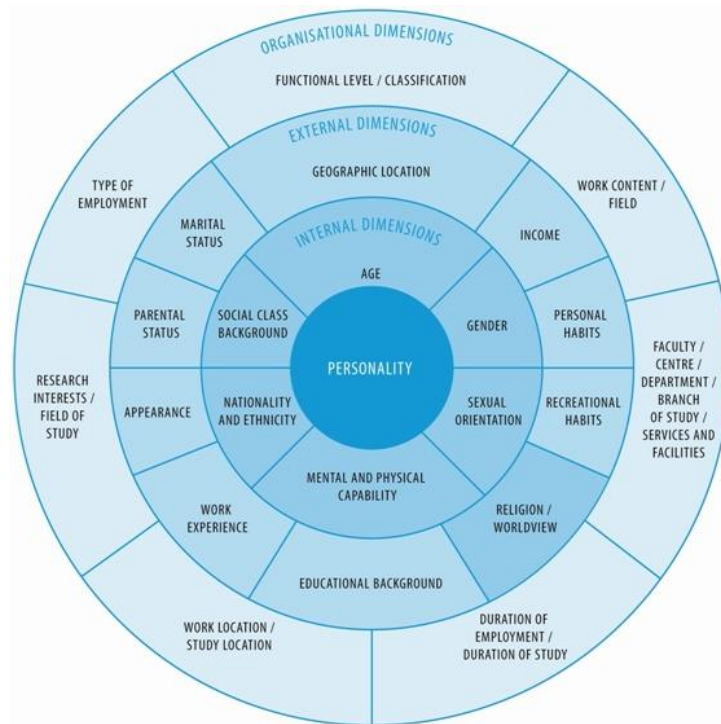 ORGANISATIONAL DIMENSIONS
FUNCTIONAL LEVEL / CLASSIFICATION
EXTERNAL DIMENSIONS
GEOGRAPHIC LOCATION
INTERNAL DIMENSIONS
AGE
PERSONALITY
TYPE OF
EMPLOYMENT
WORK CONTENT /
FIELD
MARITAL
STATUS
INCOME
PARENTAL
STATUS
SOCIAL CLASS
BACKGROUND
GENDER
PERSONAL
HABITS
RESEARCH
INTERESTS /
FIELD OF
STUDY
APPEARANCE
NATIONALITY
AND ETHNICITY
SEXUAL
ORIENTATION
RECREATIONAL
HABITS
FACULTY /
CENTRE /
DEPARTMENT /
BRANCH
OF STUDY /
SERVICES AND
FACILITIES
MENTAL AND PHYSICAL
CAPABILITY
WORK
EXPERIENCE
RELIGION /
WORLDVIEW
EDUCATIONAL BACKGROUND
WORK LOCATION /
STUDY LOCATION
DURATION OF
EMPLOYMENT /
DURATION OF STUDY